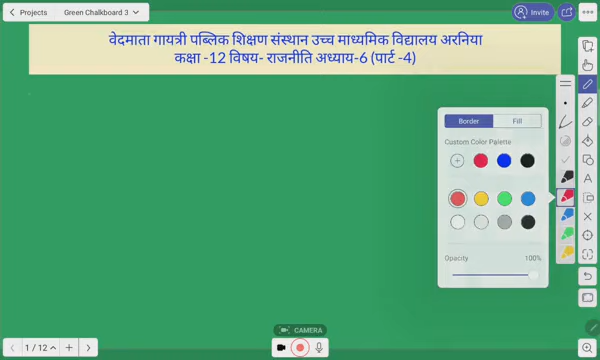 Projects
Green Chalkboard 3
Invite
वेदमाता गायत्री पब्लिक शिक्षण संस्थान उच्च माध्यमिक विद्यालय अरनिया
कक्षा -12 विषय- राजनीति अध्याय-6 (पार्ट -4)
Border
Fill
Custom Color Palette
Opacity
100%
CAMERA
1 / 12